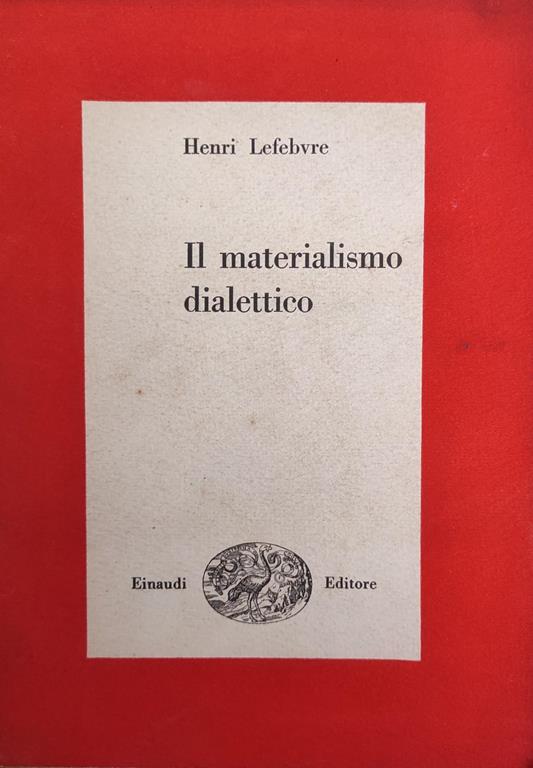 Henri Lefebvre
Il materialismo
dialettico
Einaudi Editore